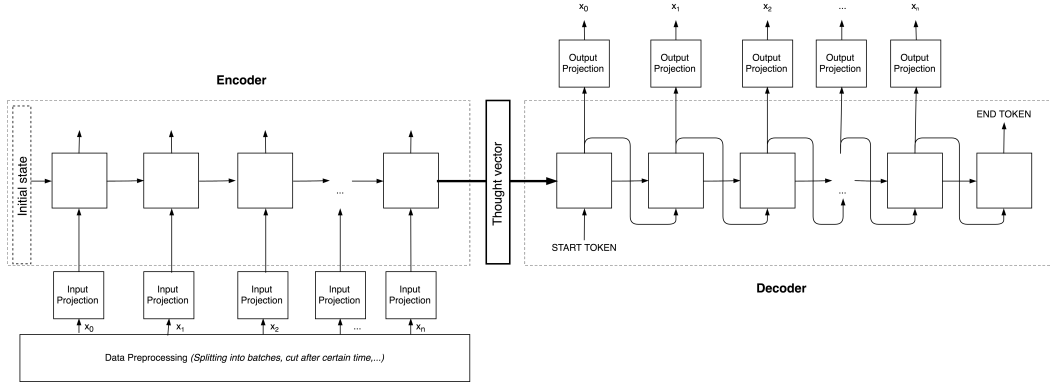 x0 x1 x2 ... xn
Output Projection Output Projection Output Projection Output Projection Output Projection
Encoder
END TOKEN
Initial state
Thought vector
...
...
START TOKEN
Input Projection Input Projection Input Projection Input Projection Input Projection
Decoder
x0 x1 x2 ... xn
Data Preprocessing (Splitting into batches, cut after certain time,...)